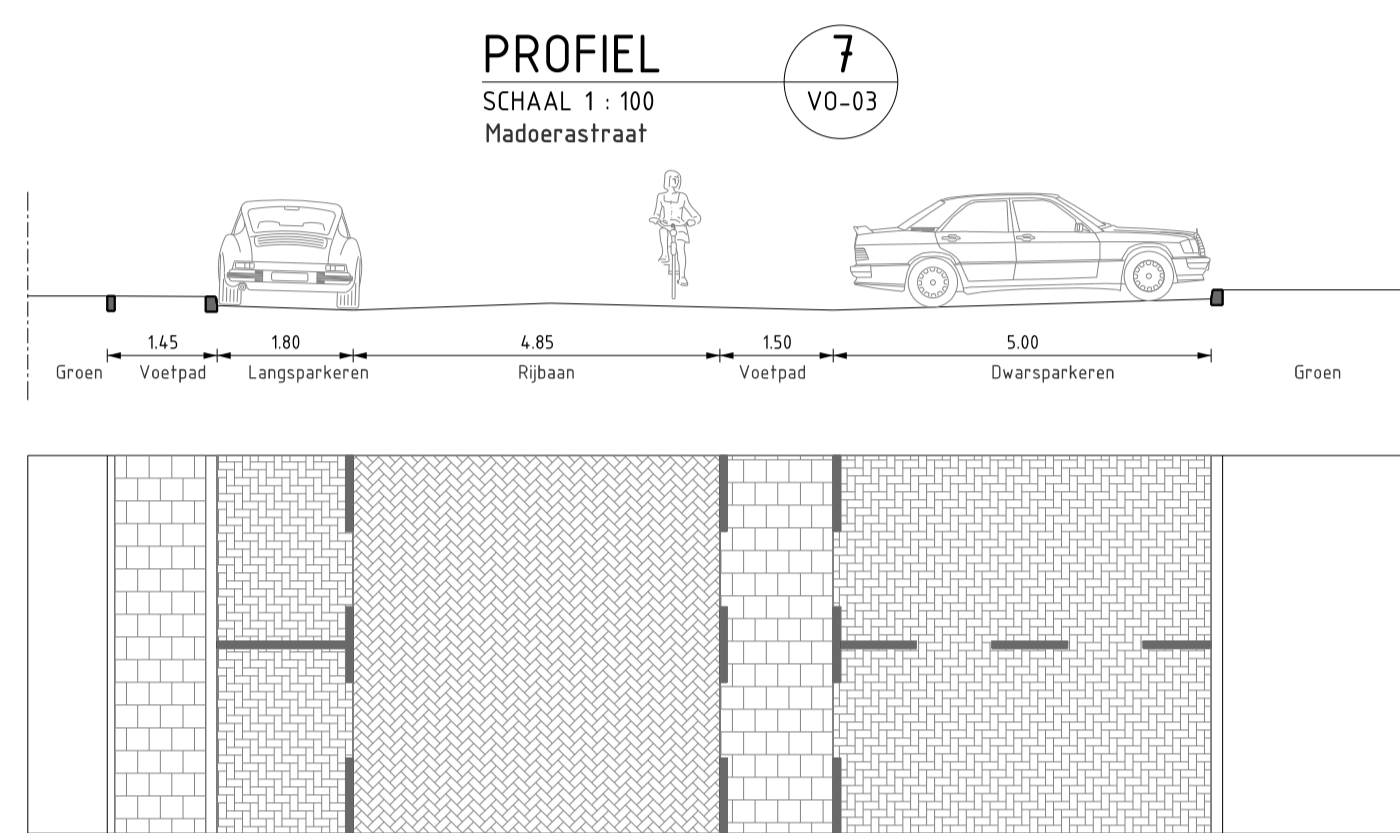 PROFIEL
7
SCHAAL 1 : 100
VO-03
Madoerastraat
1.45 1.80 4.85 1.50 5.00
Groen Voetpad Langsparkeren Rijbaan Voetpad Dwarsparkeren Groen